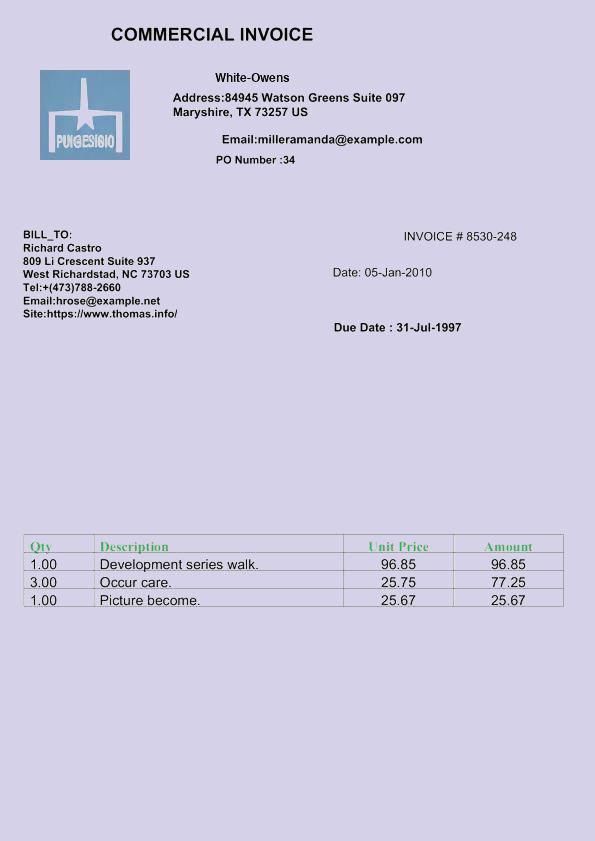 COMMERCIAL INVOICE
White-Owens
Address:84945 Watson Greens Suite 097
Maryshire, TX 73257 US
Email:milleramanda@example.com
PO Number :34
PUIGESIGIO
BILL_TO:
Richard Castro
809 Li Crescent Suite 937
West Richardstad, NC 73703 US
Tel:+(473)788-2660
Email:hrose@example.net
Site:https://www.thomas.info/
INVOICE # 8530-248
Date: 05-Jan-2010
Due Date : 31-Jul-1997
Qty Description Unit Price Amount
1.00 Development series walk. 96.85 96.85
3.00 Occur care. 25.75 77.25
1.00 Picture become. 25.67 25.67